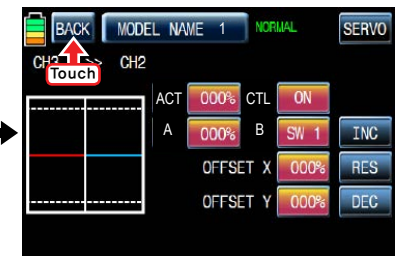 BACK MODEL NAME 1 NORMAL SERVO
CH3 >> CH2
Touch
ACT 000% CTL ON
A 000% B SW 1 INC
OFFSET X 000% RES
OFFSET Y 000% DEC